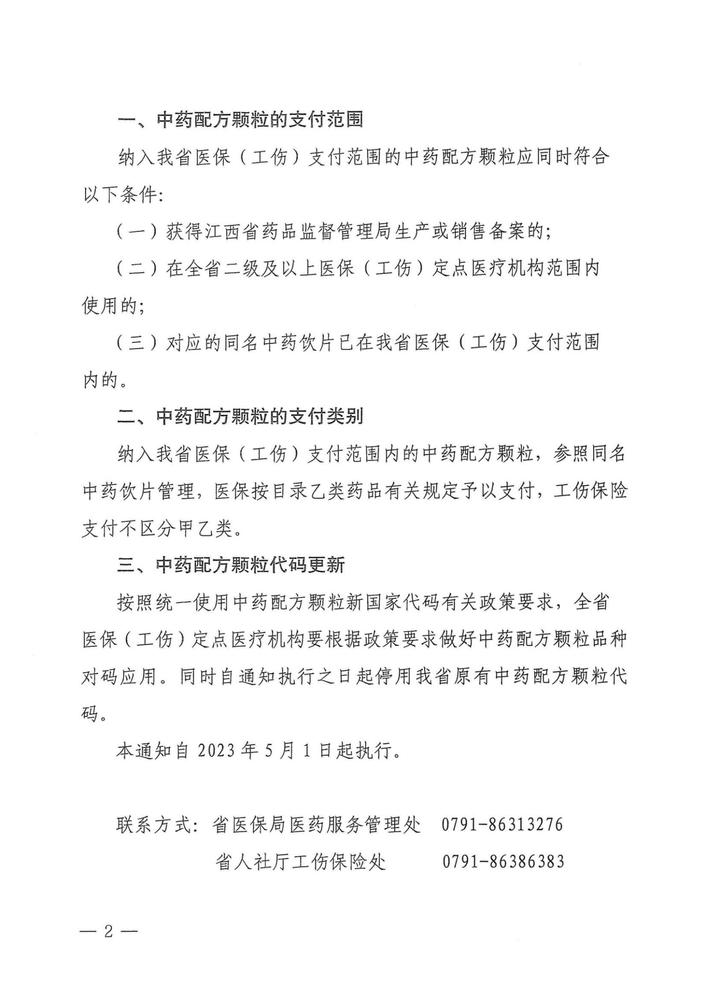 一、中药配方颗粒的支付范围
纳入我省医保（工伤）支付范围的中药配方颗粒应同时符合
以下条件:
（一）获得江西省药品监督管理局生产或销售备案的;
（二）在全省二级及以上医保（工伤）定点医疗机构范围内
使用的;
（三）对应的同名中药饮片已在我省医保（工伤）支付范围
内的。
二、中药配方颗粒的支付类别
纳入我省医保（工伤）支付范围内的中药配方颗粒，参照同名
中药饮片管理，医保按目录乙类药品有关规定予以支付，工伤保险
支付不区分甲乙类。
三、中药配方颗粒代码更新
按照统一使用中药配方颗粒新国家代码有关政策要求，全省
医保（工伤）定点医疗机构要根据政策要求做好中药配方颗粒品种
对码应用。同时自通知执行之日起停用我省原有中药配方颗粒代
码。
本通知自 2023 年 5 月 1 日起执行。
联系方式：省医保局医药服务管理处 0791-86313276
省人社厅工伤保险处 0791-86386383
— 2 —